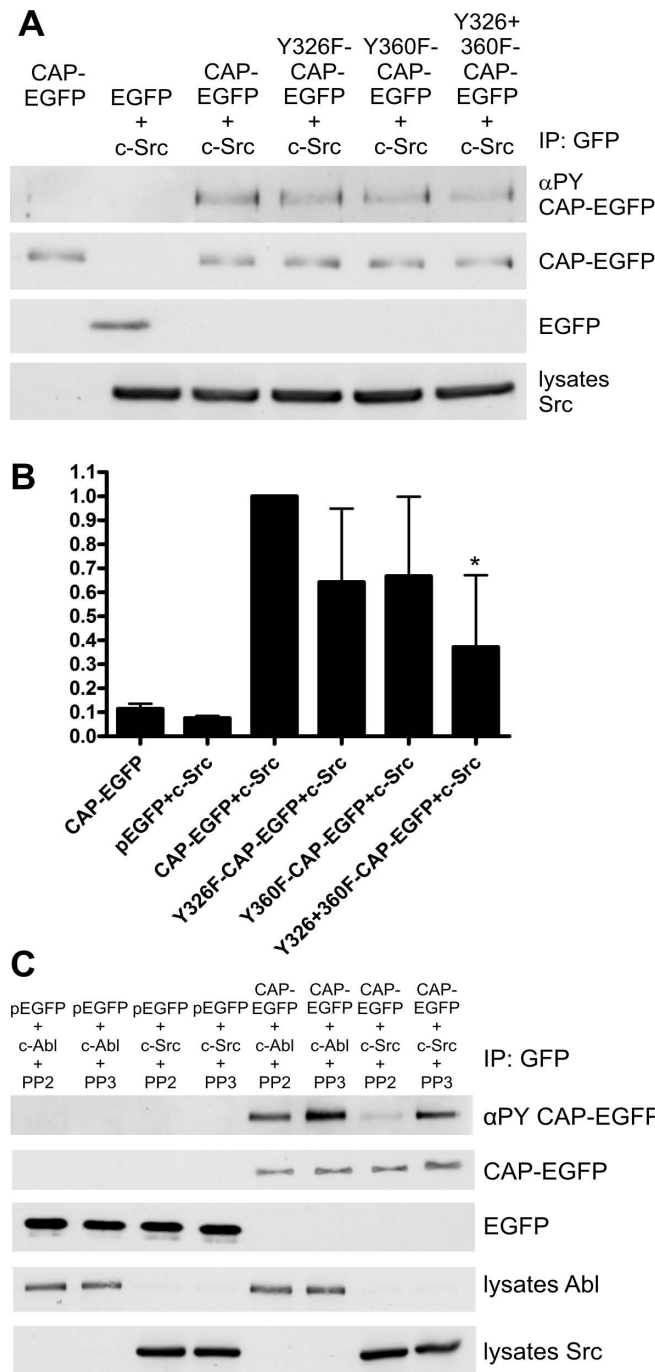 A
CAP-
EGFP
EGFP
+
c-Src
CAP-
EGFP
+
c-Src
Y326F-
CAP-
EGFP
+
c-Src
Y360F-
CAP-
EGFP
+
c-Src
Y326+
360F-
CAP-
EGFP
+
c-Src
IP: GFP
αPY
CAP-EGFP
CAP-EGFP
EGFP
lysates
Src
B
1.1
1.0
0.9
0.8
0.7
0.6
0.5
0.4
0.3
0.2
0.1
0.0
*
CAP-EGFP
pEGFP+c-Src
CAP-EGFP+c-Src
Y326F-CAP-EGFP+c-Src
Y360F-CAP-EGFP+c-Src
Y326+360F-CAP-EGFP+c-Src
C
pEGFP
+
c-Abl
+
PP2
pEGFP
+
c-Abl
+
PP3
pEGFP
+
c-Src
+
PP2
pEGFP
+
c-Src
+
PP3
CAP-
EGFP
+
c-Abl
+
PP2
CAP-
EGFP
+
c-Abl
+
PP3
CAP-
EGFP
+
c-Src
+
PP2
CAP-
EGFP
+
c-Src
+
PP3
IP: GFP
αPY CAP-EGFP
CAP-EGFP
EGFP
lysates Abl
lysates Src